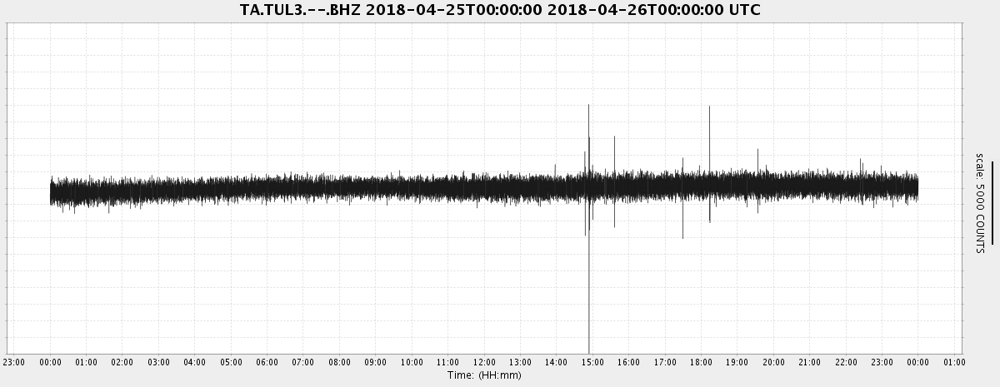 TA.TUL3.--.BHZ 2018-04-25T00:00:00 2018-04-26T00:00:00 UTC
scale: 5000 COUNTS
23:00 00:00 01:00 02:00 03:00 04:00 05:00 06:00 07:00 08:00 09:00 10:00 11:00 12:00 13:00 14:00 15:00 16:00 17:00 18:00 19:00 20:00 21:00 22:00 23:00 00:00 01:00
Time: (HH:mm)